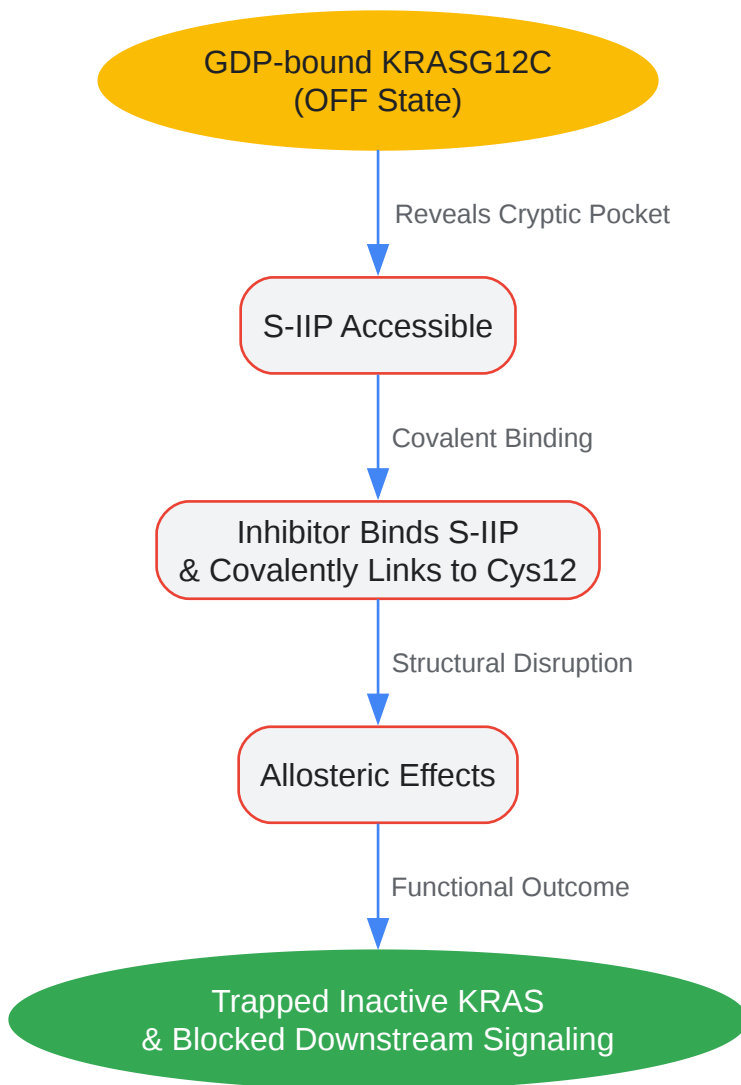 GDP-bound KRASG12C
(OFF State)
Reveals Cryptic Pocket
S-IIP Accessible
Covalent Binding
Inhibitor Binds S-IIP
& Covalently Links to Cys12
Structural Disruption
Allosteric Effects
Functional Outcome
Trapped Inactive KRAS
& Blocked Downstream Signaling